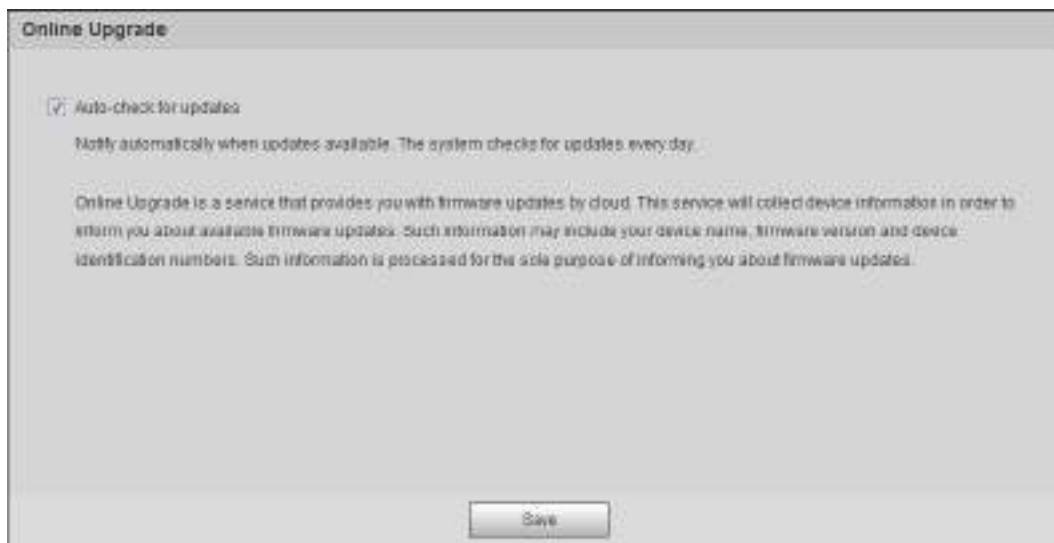 Online Upgrade
Auto-check for updates
Notify automatically when updates available. The system checks for updates every day.
Online Upgrade is a service that provides you with firmware updates by cloud. This service will collect device information in order to
inform you about available firmware updates. Such information may include your device name, firmware version and device
identification numbers. Such information is processed for the sole purpose of informing you about firmware updates.
Save